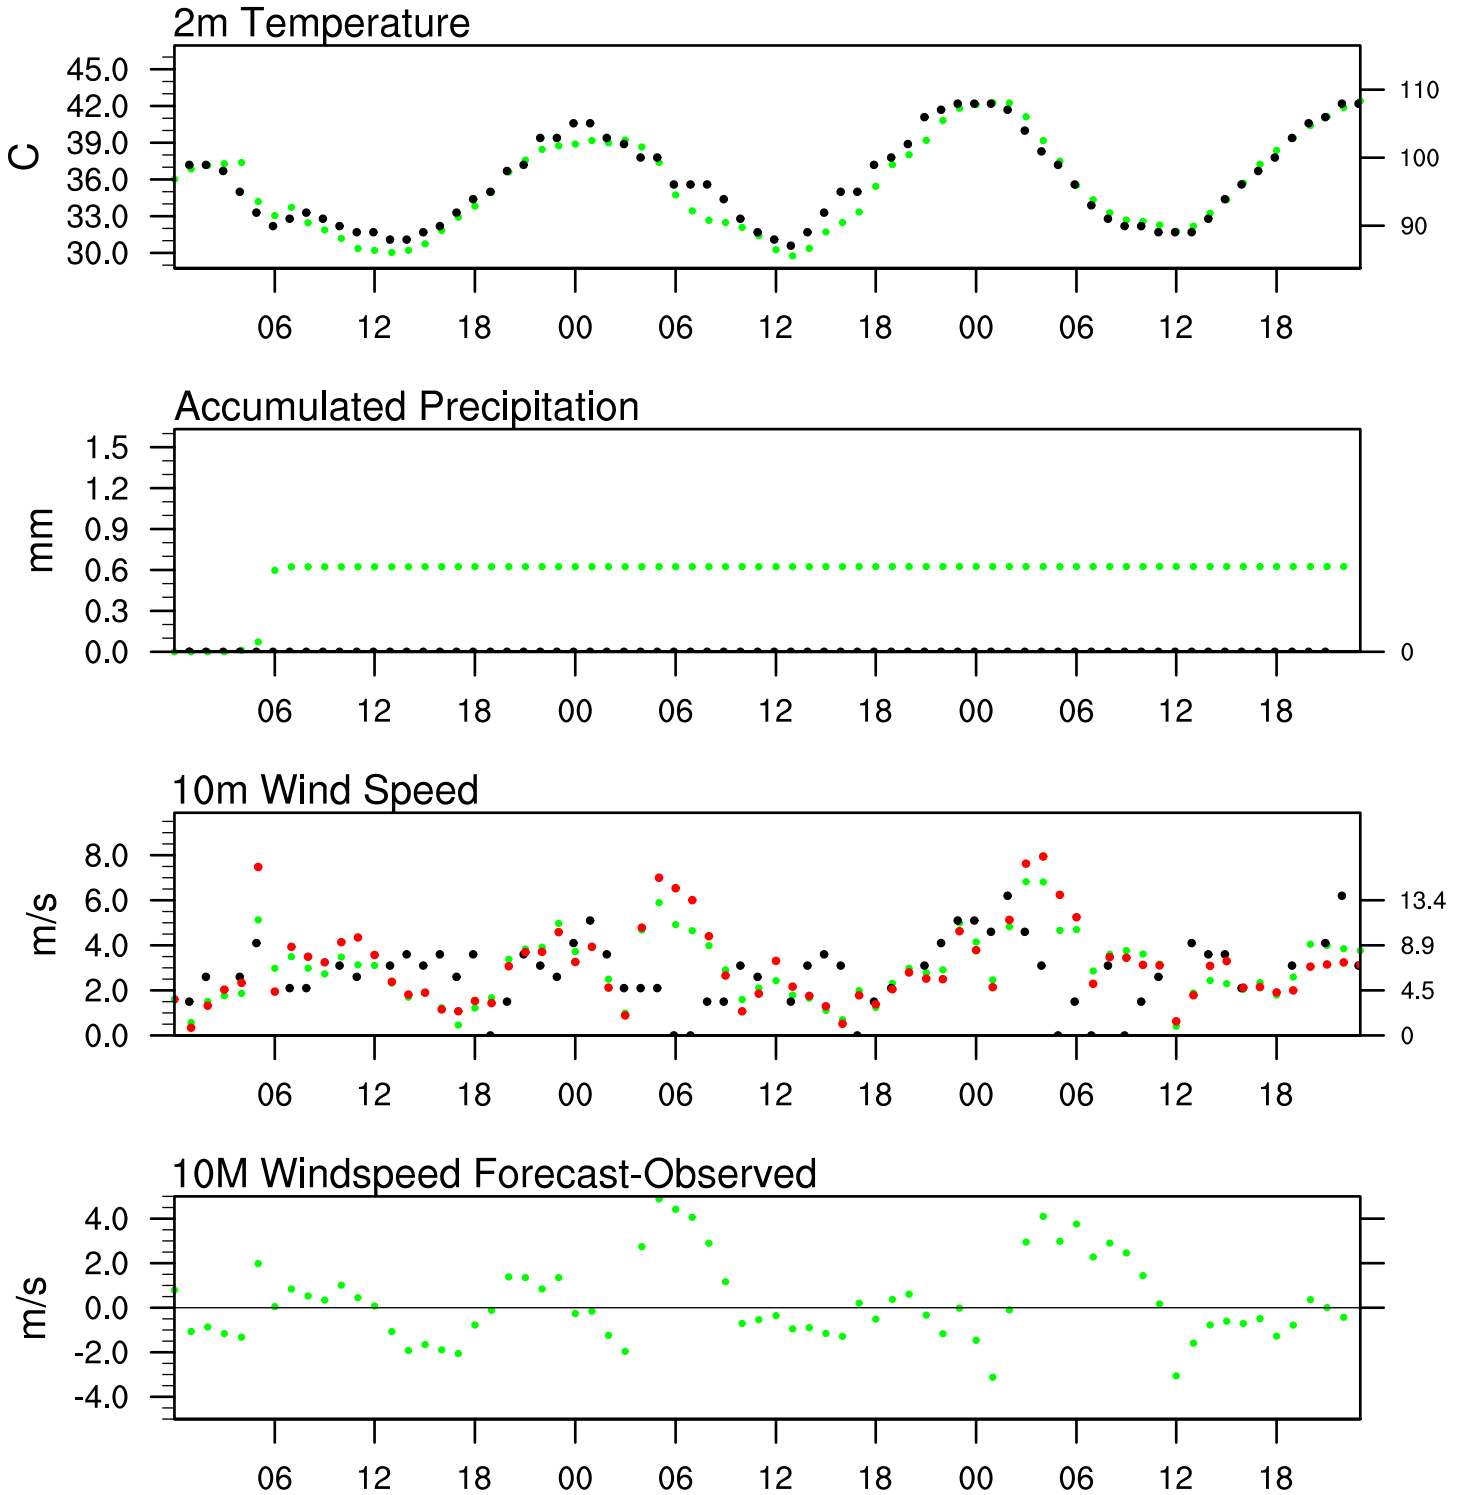 2m Temperature
45.0
42.0
39.0
36.0
33.0
30.0
C
110
100
90
06 12 18 00 06 12 18 00 06 12 18
Accumulated Precipitation
1.5
1.2
0.9
0.6
0.3
0.0
mm
0
06 12 18 00 06 12 18 00 06 12 18
10m Wind Speed
8.0
6.0
4.0
2.0
0.0
m/s
13.4
8.9
4.5
0
06 12 18 00 06 12 18 00 06 12 18
10M Windspeed Forecast-Observed
4.0
2.0
0.0
-2.0
-4.0
m/s
06 12 18 00 06 12 18 00 06 12 18